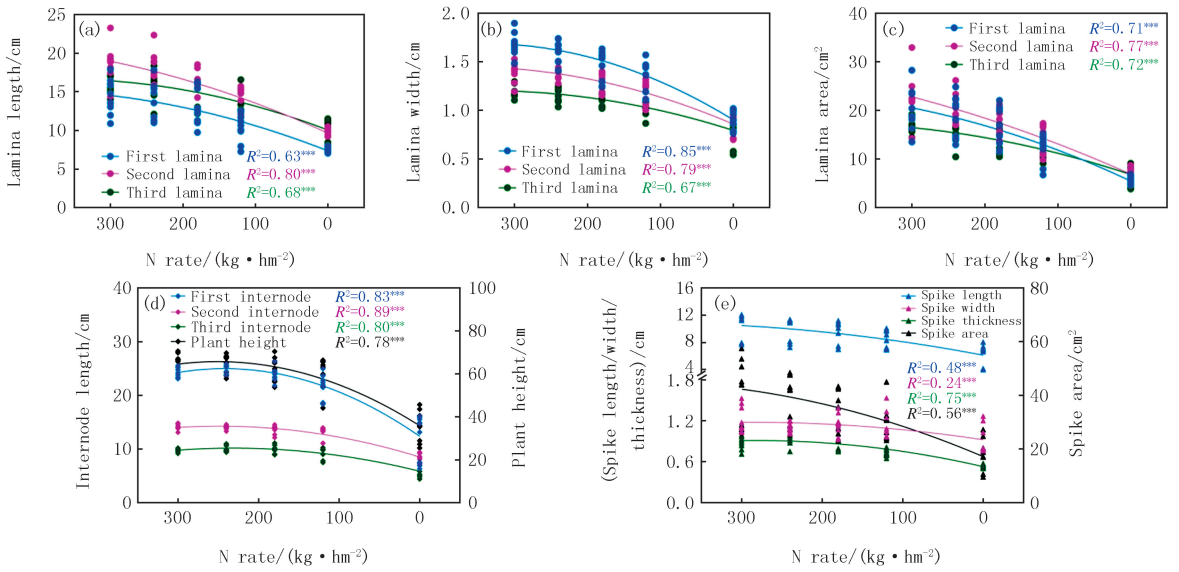 (a)
Lamina length/cm
25
20
15
10
5
0
First lamina R²=0.63***
Second lamina R²=0.80***
Third lamina R²=0.68***
300 200 100 0
N rate/(kg·hm⁻²)
(b)
Lamina width/cm
2.0
1.5
1.0
0.5
0.0
First lamina R²=0.85***
Second lamina R²=0.79***
Third lamina R²=0.67***
300 200 100 0
N rate/(kg·hm⁻²)
(c)
Lamina area/cm²
40
30
20
10
0
First lamina R²=0.71***
Second lamina R²=0.77***
Third lamina R²=0.72***
300 200 100 0
N rate/(kg·hm⁻²)
(d)
Internode length/cm
40
30
20
10
0
First internode R²=0.83***
Second internode R²=0.89***
Third internode R²=0.80***
Plant height R²=0.78***
100
80
60
40
20
0
Plant height/cm
300 200 100 0
N rate/(kg·hm⁻²)
(e)
(Spike length/width/
thickness)/cm
16
12
8
4
1.8
1.2
0.6
0
Spike length
Spike width
Spike thickness
Spike area
R²=0.48***
R²=0.24***
R²=0.75***
R²=0.56***
80
60
40
20
0
Spike area/cm²
300 200 100 0
N rate/(kg·hm⁻²)